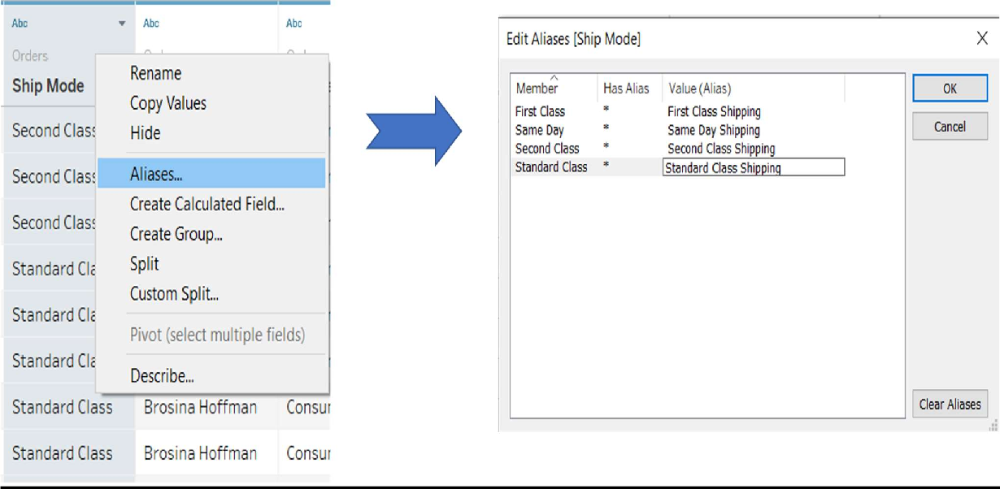 Abc Abc Abc
Orders
Ship Mode
Second Class
Second Class
Second Class
Standard Cla
Standard Cla
Standard Cla
Standard Class Brosina Hoffman Consur
Standard Class Brosina Hoffman Consur
Rename
Copy Values
Hide
Aliases...
Create Calculated Field...
Create Group...
Split
Custom Split...
Pivot (select multiple fields)
Describe...
Edit Aliases [Ship Mode]
Member Has Alias Value (Alias)
First Class * First Class Shipping
Same Day * Same Day Shipping
Second Class * Second Class Shipping
Standard Class * Standard Class Shipping
OK
Cancel
Clear Aliases